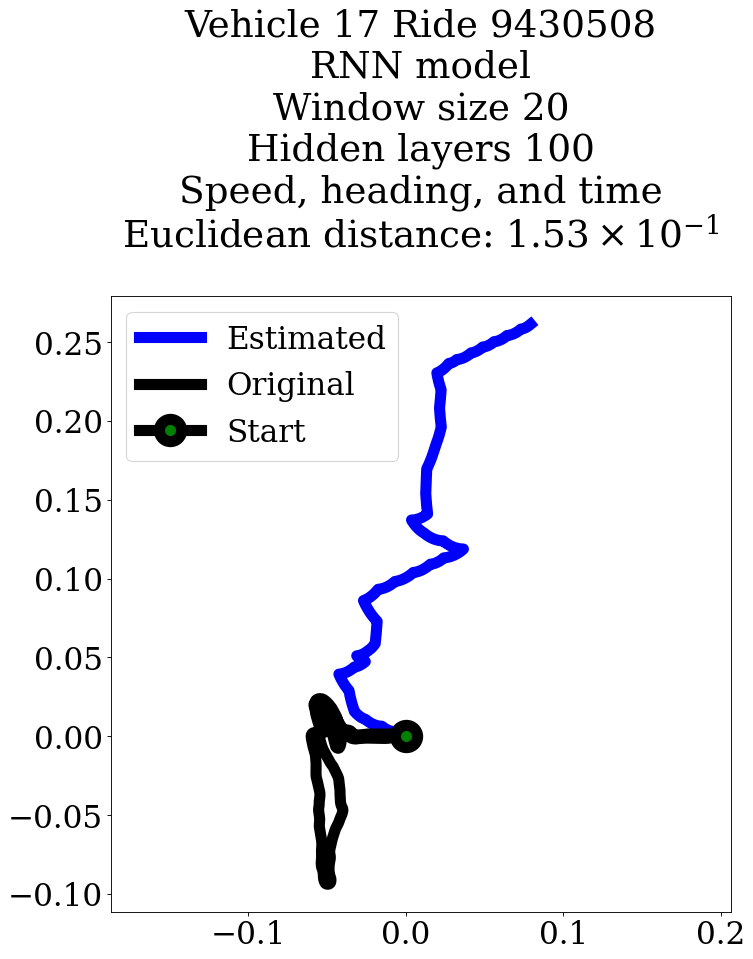 Vehicle 17 Ride 9430508
RNN model
Window size 20
Hidden layers 100
Speed, heading, and time
Euclidean distance: 1.53 × 10⁻¹
Estimated
Original
Start
0.25
0.20
0.15
0.10
0.05
0.00
−0.05
−0.10
−0.1 0.0 0.1 0.2